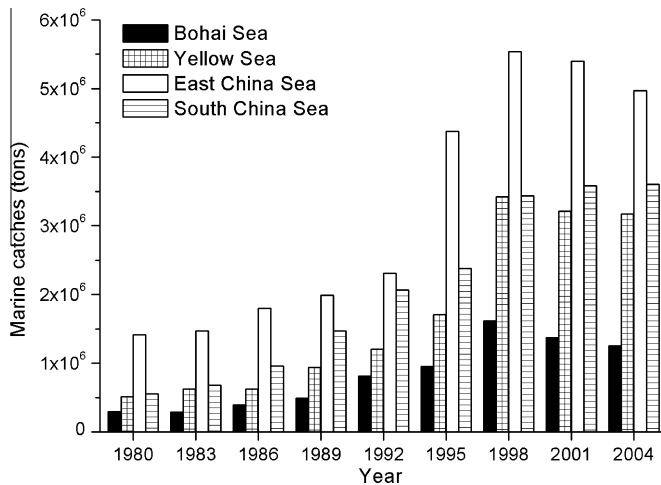 6x10⁶
5x10⁶
4x10⁶
3x10⁶
2x10⁶
1x10⁶
0
Marine catches (tons)
Bohai Sea
Yellow Sea
East China Sea
South China Sea
1980 1983 1986 1989 1992 1995 1998 2001 2004
Year